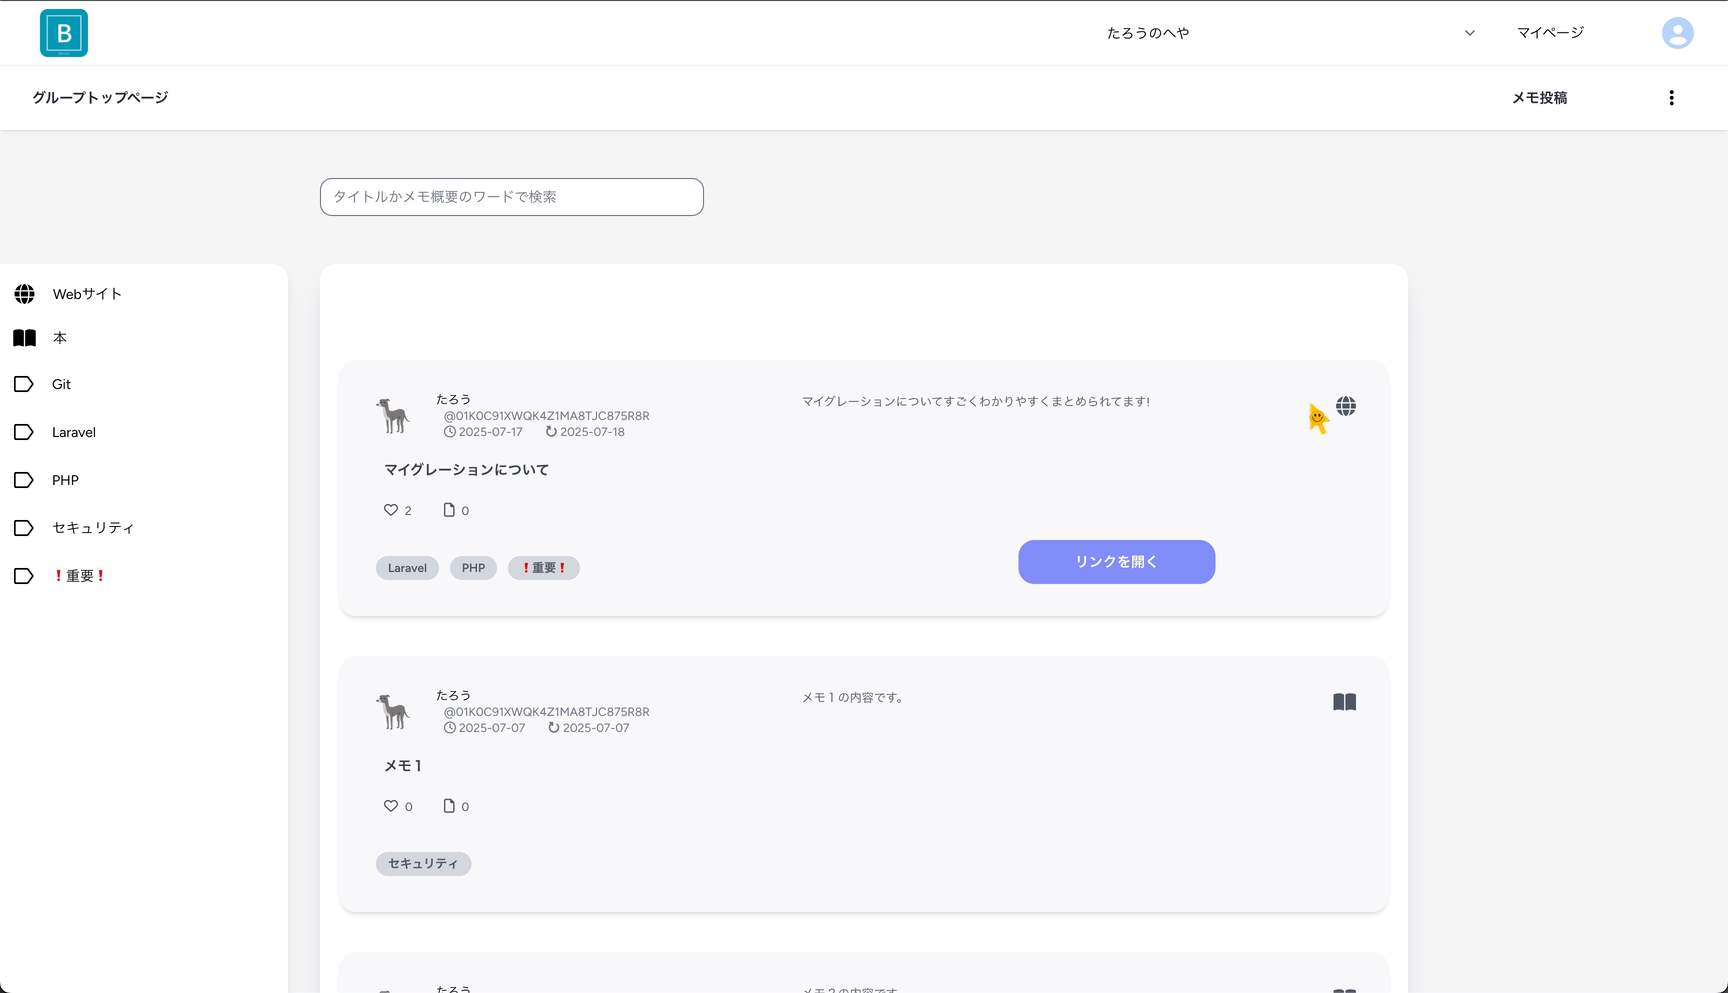 B
たろうのへや
マイページ
グループトップページ
メモ投稿
タイトルかメモ概要のワードで検索
Webサイト
本
Git
Laravel
PHP
セキュリティ
❗重要❗
たろう
@01K0C91XWQK4Z1MA8TJC875R8R
2025-07-17 2025-07-18
マイグレーションについて
2 0
Laravel PHP ❗重要❗
マイグレーションについてすごくわかりやすくまとめられてます!
リンクを開く
たろう
@01K0C91XWQK4Z1MA8TJC875R8R
2025-07-07 2025-07-07
メモ１
0 0
セキュリティ
メモ１の内容です。
たろう